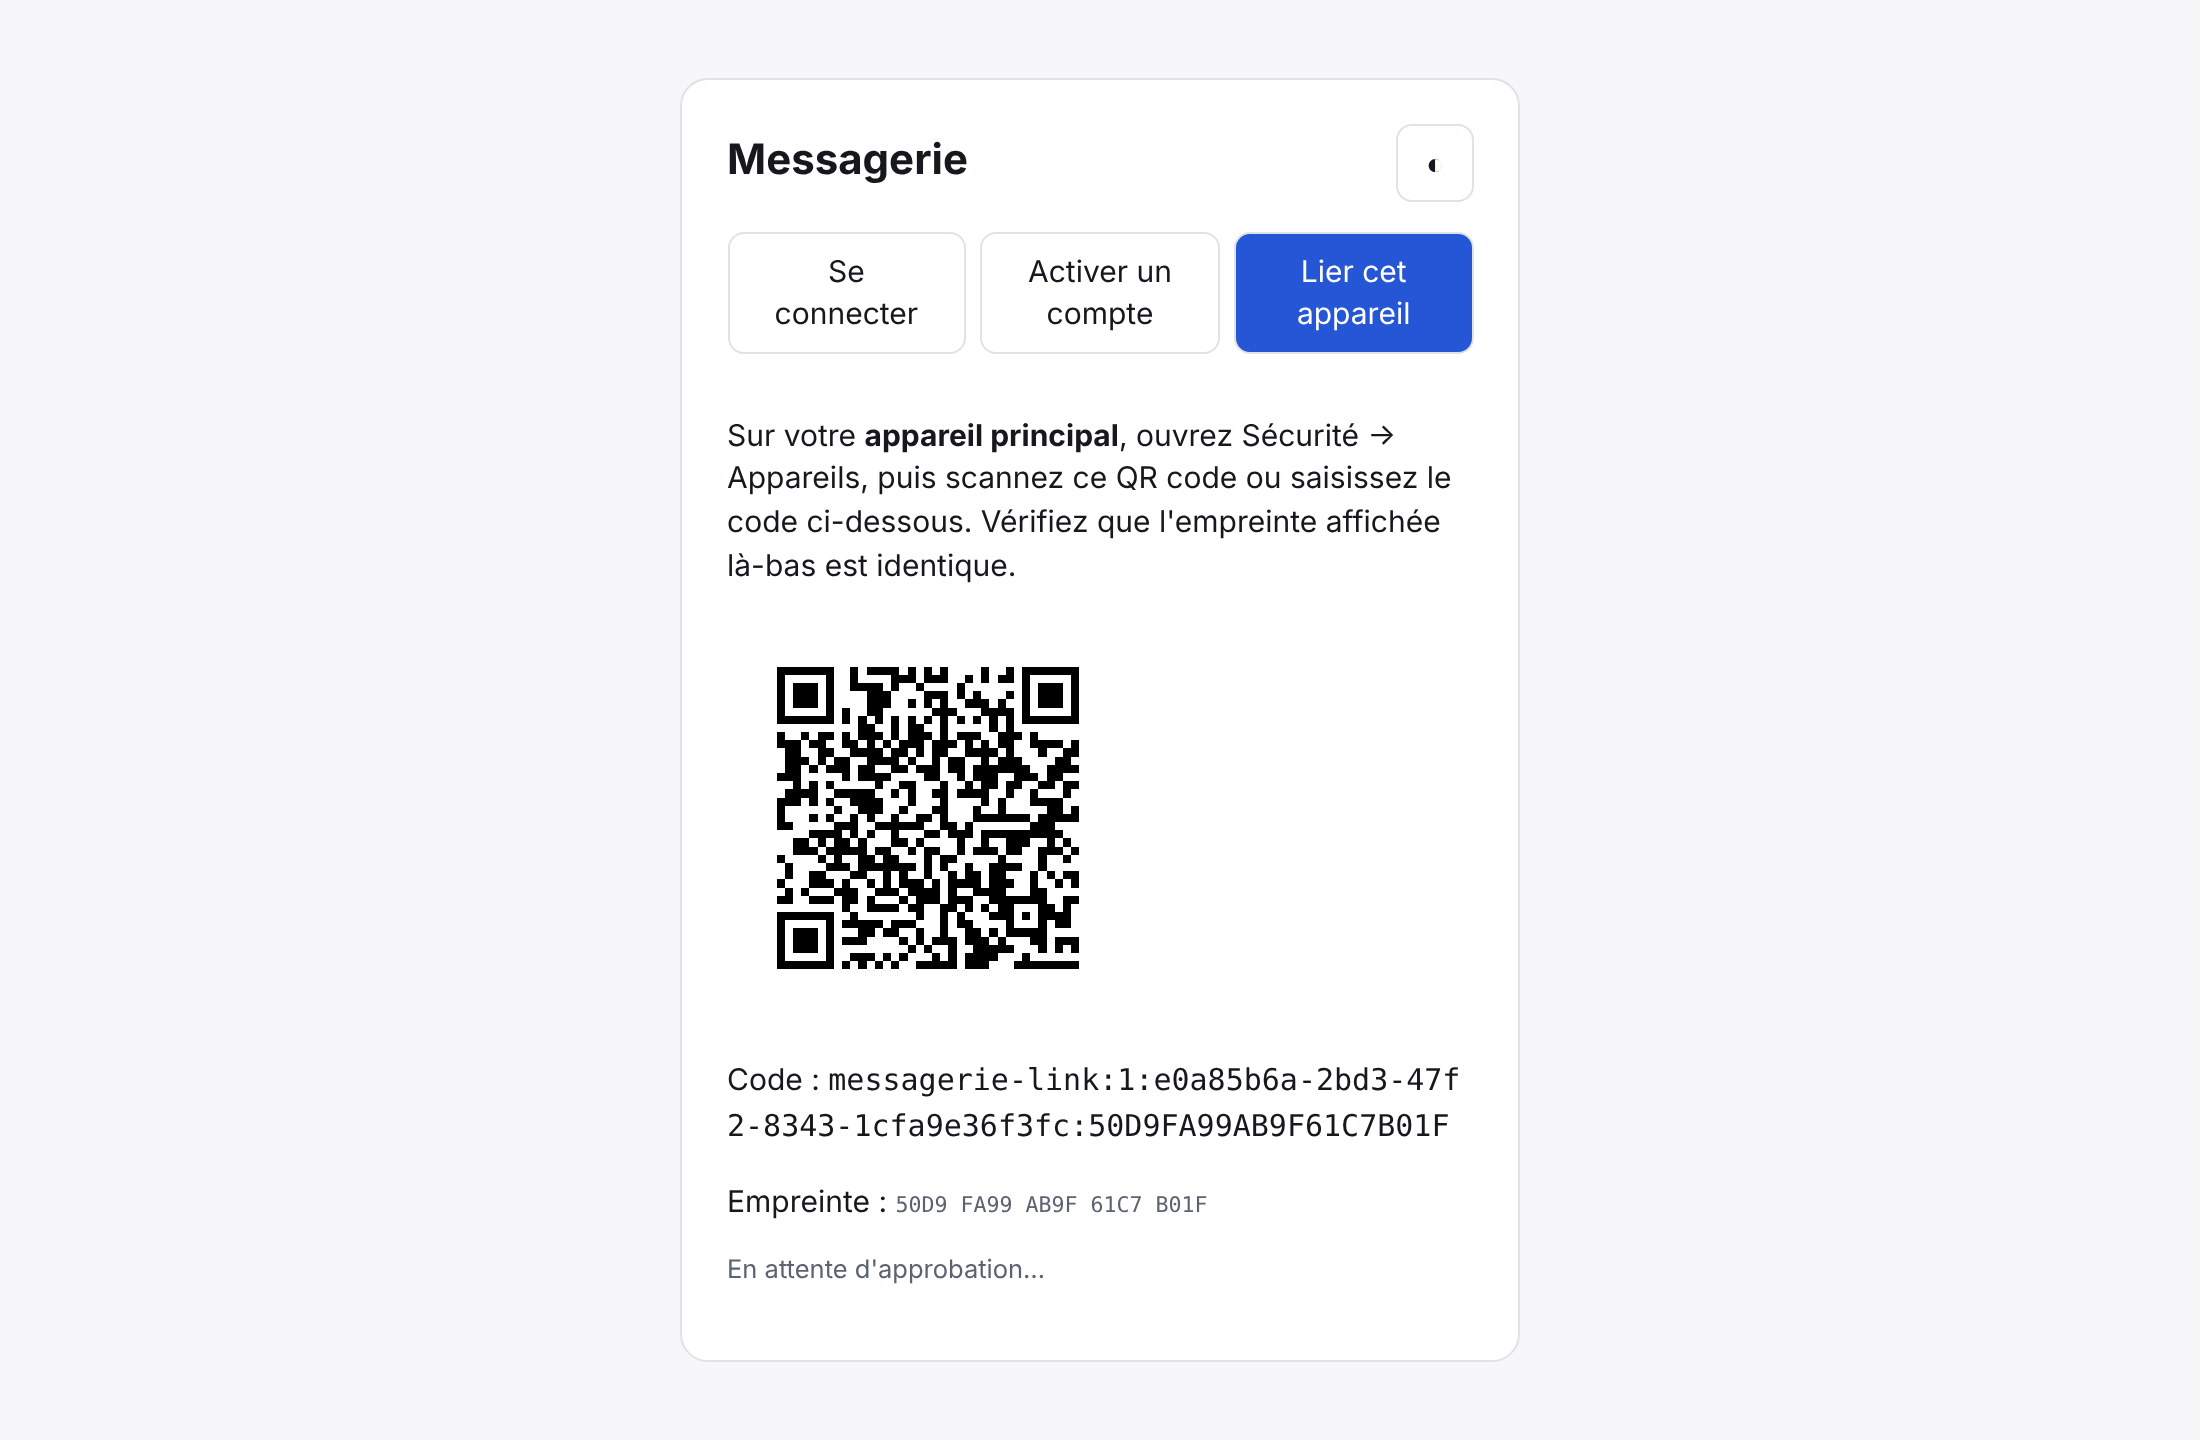 Messagerie
Se
connecter
Activer un
compte
Lier cet
appareil
Sur votre appareil principal, ouvrez Sécurité →
Appareils, puis scannez ce QR code ou saisissez le
code ci-dessous. Vérifiez que l'empreinte affichée
là-bas est identique.
Code : messagerie-link:1:e0a85b6a-2bd3-47f
2-8343-1cfa9e36f3fc:50D9FA99AB9F61C7B01F
Empreinte : 50D9 FA99 AB9F 61C7 B01F
En attente d'approbation...